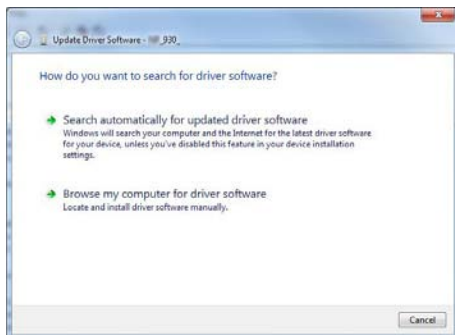 Update Driver Software - _930_
How do you want to search for driver software?
Search automatically for updated driver software
Windows will search your computer and the Internet for the latest driver software
for your device, unless you've disabled this feature in your device installation
settings.
Browse my computer for driver software
Locate and install driver software manually.
Cancel